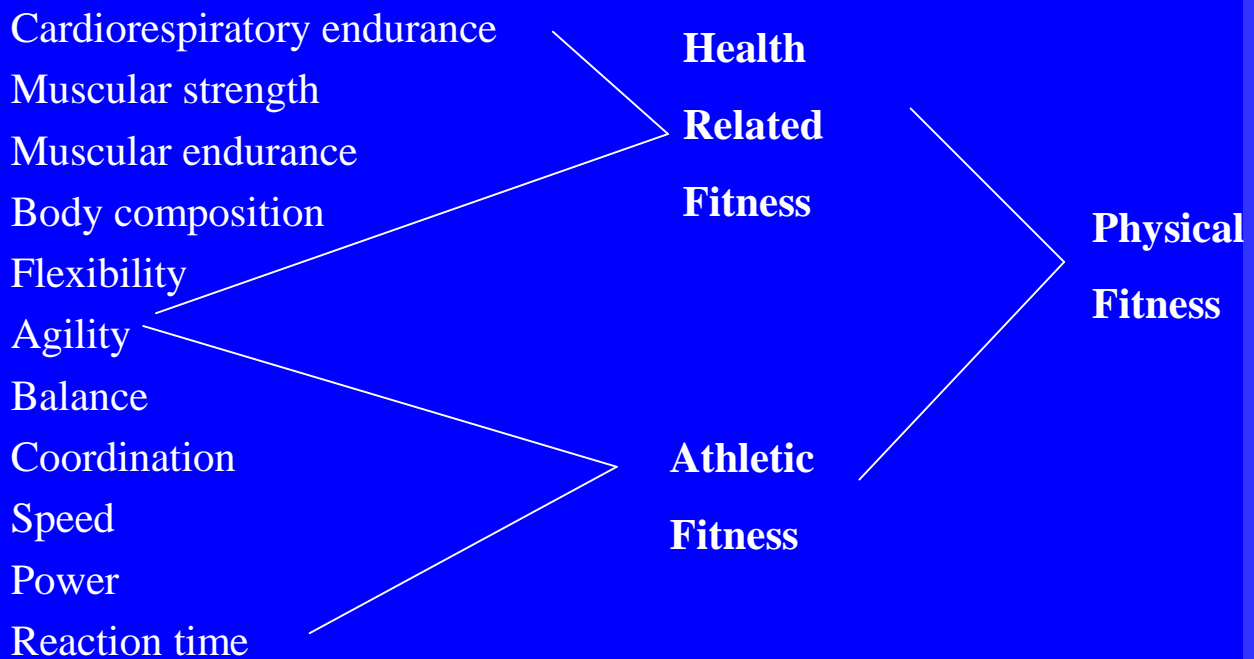 Cardiorespiratory endurance
Muscular strength
Muscular endurance
Body composition
Flexibility
Agility
Balance
Coordination
Speed
Power
Reaction time
Health
Related
Fitness
Athletic
Fitness
Physical
Fitness